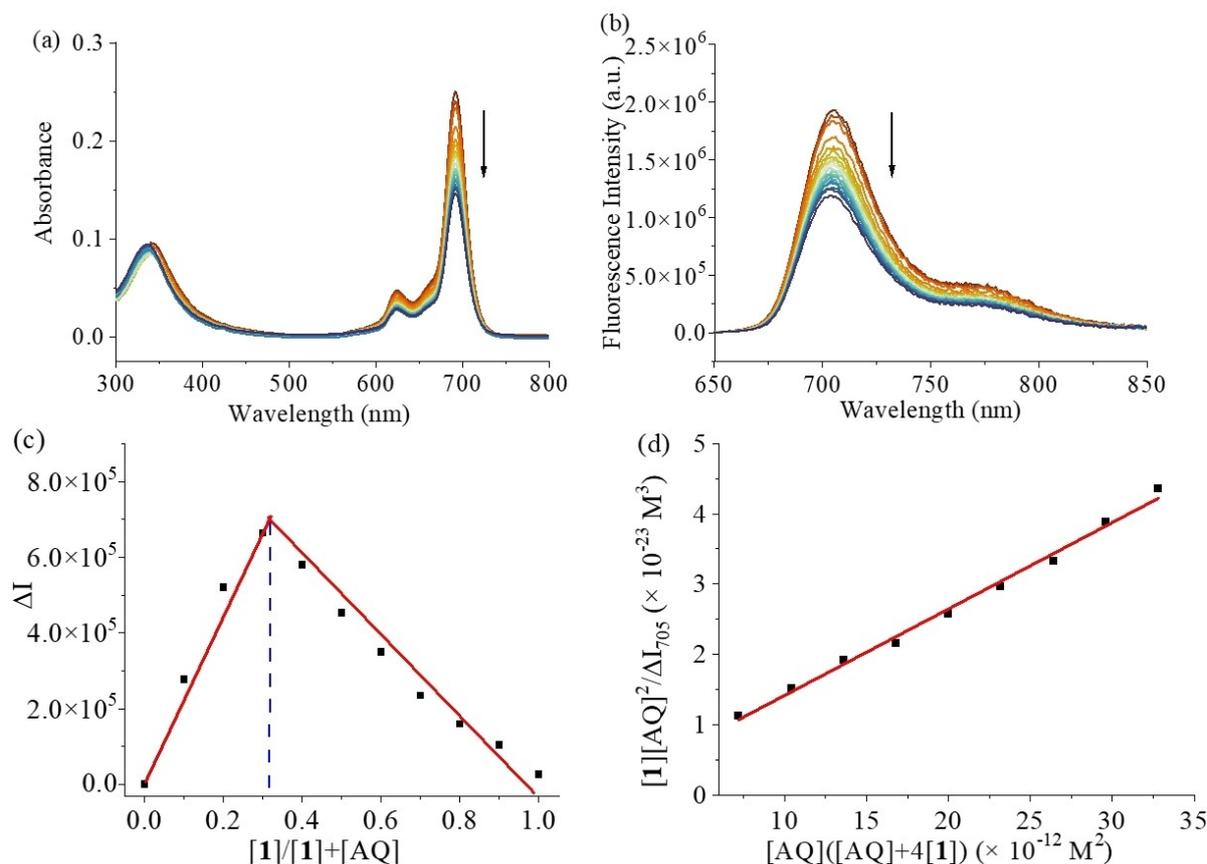 (a)
0.3
0.2
0.1
0.0
Absorbance
300 400 500 600 700 800
Wavelength (nm)
(b)
2.5×10⁶
2.0×10⁶
1.5×10⁶
1.0×10⁶
5.0×10⁵
0.0
Fluorescence Intensity (a.u.)
650 700 750 800 850
Wavelength (nm)
(c)
8.0×10⁵
6.0×10⁵
4.0×10⁵
2.0×10⁵
0.0
ΔI
0.0 0.2 0.4 0.6 0.8 1.0
[1]/[1]+[AQ]
(d)
5
4
3
2
1
0
[1][AQ]²/ΔI₇₀₅ (× 10⁻²³ M³)
10 15 20 25 30 35
[AQ]([AQ]+4[1]) (× 10⁻¹² M²)